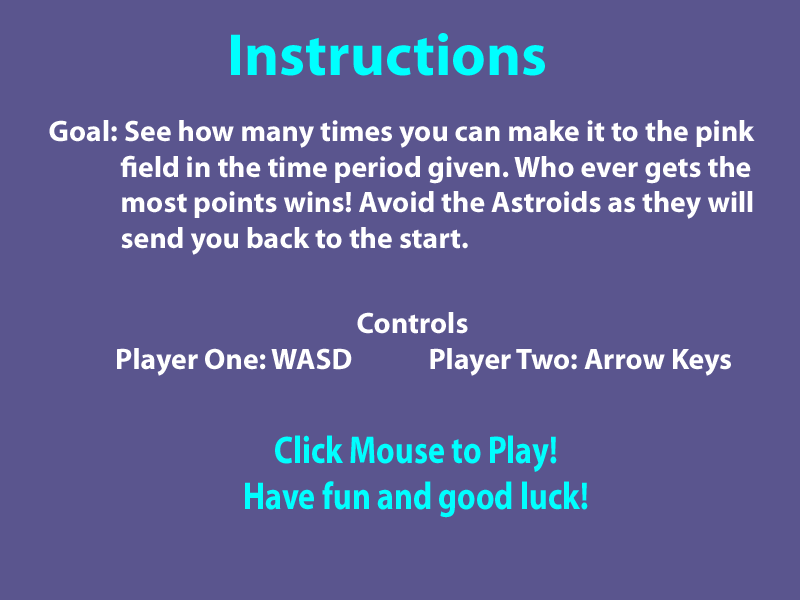 Instructions
Goal: See how many times you can make it to the pink
field in the time period given. Who ever gets the
most points wins! Avoid the Astroids as they will
send you back to the start.
Controls
Player One: WASD Player Two: Arrow Keys
Click Mouse to Play!
Have fun and good luck!